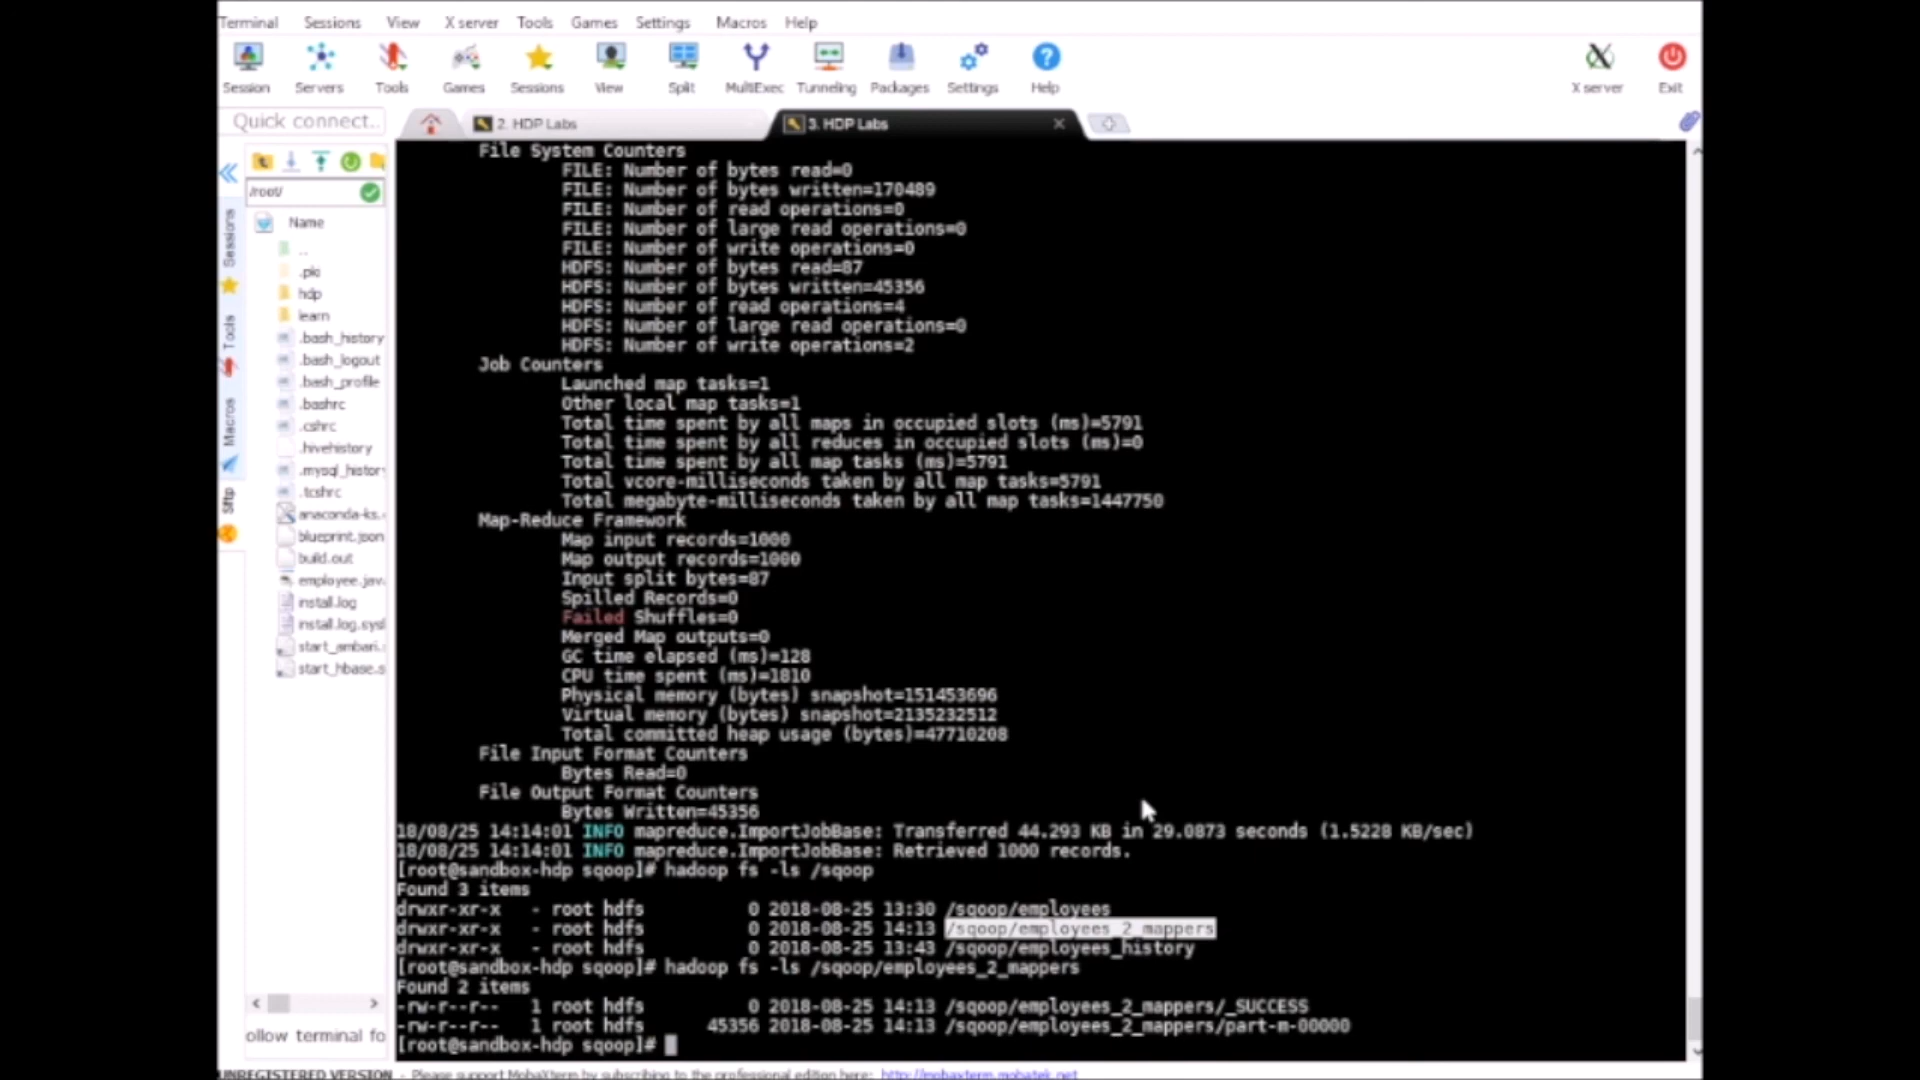 Terminal Sessions View X server Tools Games Settings Macros Help
Session Servers Tools Games Sessions View Split MultiExec Tunneling Packages Settings Help X server Exit
Quick connect..
2. HDP Labs
3. HDP Labs
/root/
Name
..
.pki
hdp
learn
.bash_history
.bash_logout
.bash_profile
.bashrc
.cshrc
.hivehistory
.mysql_histor
.tcshrc
anaconda-ks.
blueprint.json
build.out
employee.jav
install.log
install.log.sysl
start_ambari.
start_hbase.s
Sessions
Tools
Macros
Sftp
ollow terminal fo
File System Counters
FILE: Number of bytes read=0
FILE: Number of bytes written=170489
FILE: Number of read operations=0
FILE: Number of large read operations=0
FILE: Number of write operations=0
HDFS: Number of bytes read=87
HDFS: Number of bytes written=45356
HDFS: Number of read operations=4
HDFS: Number of large read operations=0
HDFS: Number of write operations=2
Job Counters
Launched map tasks=1
Other local map tasks=1
Total time spent by all maps in occupied slots (ms)=5791
Total time spent by all reduces in occupied slots (ms)=0
Total time spent by all map tasks (ms)=5791
Total vcore-milliseconds taken by all map tasks=5791
Total megabyte-milliseconds taken by all map tasks=1447750
Map-Reduce Framework
Map input records=1000
Map output records=1000
Input split bytes=87
Spilled Records=0
Failed Shuffles=0
Merged Map outputs=0
GC time elapsed (ms)=128
CPU time spent (ms)=1810
Physical memory (bytes) snapshot=151453696
Virtual memory (bytes) snapshot=2135232512
Total committed heap usage (bytes)=47710208
File Input Format Counters
Bytes Read=0
File Output Format Counters
Bytes Written=45356
18/08/25 14:14:01 INFO mapreduce.ImportJobBase: Transferred 44.293 KB in 29.0873 seconds (1.5228 KB/sec)
18/08/25 14:14:01 INFO mapreduce.ImportJobBase: Retrieved 1000 records.
[root@sandbox-hdp sqoop]# hadoop fs -ls /sqoop
Found 3 items
drwxr-xr-x   - root hdfs          0 2018-08-25 13:30 /sqoop/employees
drwxr-xr-x   - root hdfs          0 2018-08-25 14:13 /sqoop/employees_2_mappers
drwxr-xr-x   - root hdfs          0 2018-08-25 13:43 /sqoop/employees_history
[root@sandbox-hdp sqoop]# hadoop fs -ls /sqoop/employees_2_mappers
Found 2 items
-rw-r--r--   1 root hdfs          0 2018-08-25 14:13 /sqoop/employees_2_mappers/_SUCCESS
-rw-r--r--   1 root hdfs      45356 2018-08-25 14:13 /sqoop/employees_2_mappers/part-m-00000
[root@sandbox-hdp sqoop]#
UNREGISTERED VERSION - Please support MobaXterm by subscribing to the professional edition here: http://mobaxterm.mobatek.net